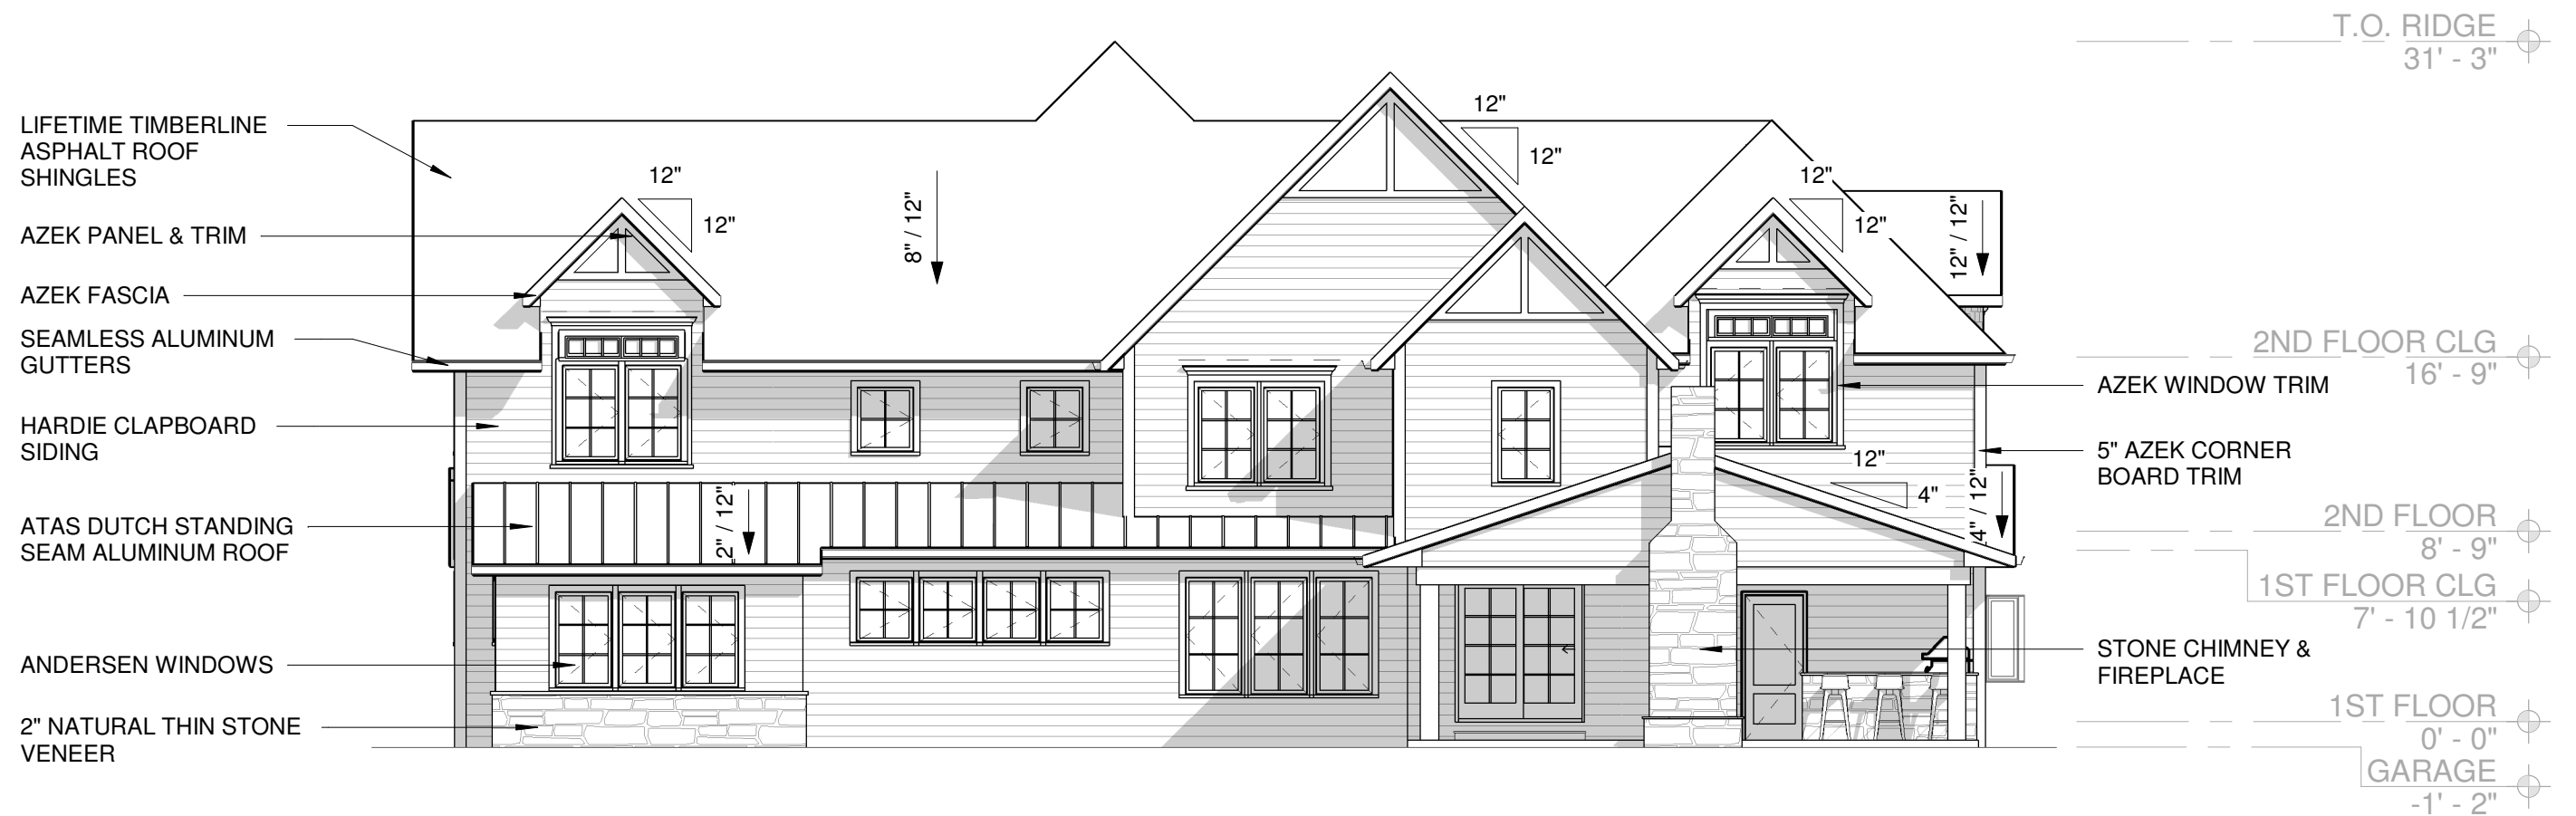 LIFETIME TIMBERLINE
ASPHALT ROOF
SHINGLES
AZEK PANEL & TRIM
AZEK FASCIA
SEAMLESS ALUMINUM
GUTTERS
HARDIE CLAPBOARD
SIDING
ATAS DUTCH STANDING
SEAM ALUMINUM ROOF
ANDERSEN WINDOWS
2" NATURAL THIN STONE
VENEER
12"
12"
8" / 12"
2" / 12"
12"
12"
12"
12"
12" / 12"
12"
4"
4" / 12"
T.O. RIDGE
31' - 3"
2ND FLOOR CLG
16' - 9"
AZEK WINDOW TRIM
5" AZEK CORNER
BOARD TRIM
2ND FLOOR
8' - 9"
1ST FLOOR CLG
7' - 10 1/2"
STONE CHIMNEY &
FIREPLACE
1ST FLOOR
0' - 0"
GARAGE
-1' - 2"